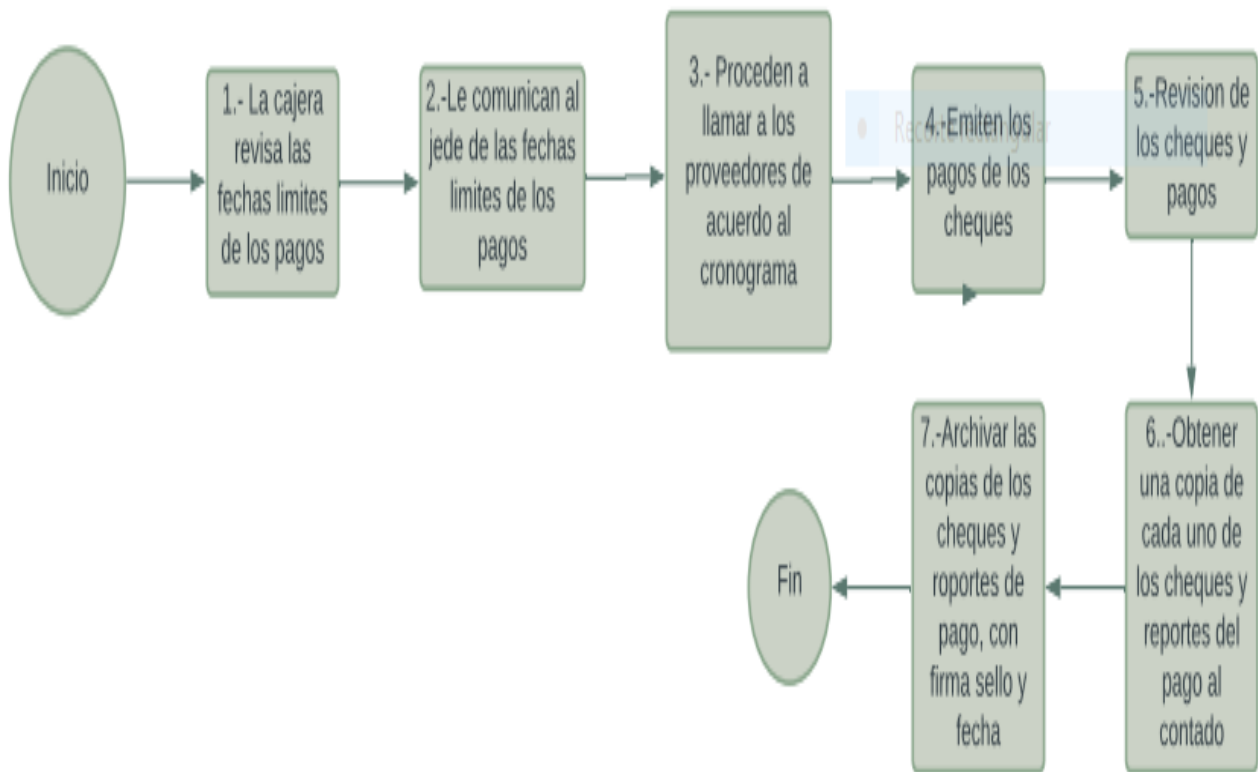 Inicio
1.- La cajera
revisa las
fechas limites
de los pagos
2.-Le comunican al
jede de las fechas
limites de los
pagos
3.- Proceden a
llamar a los
proveedores de
acuerdo al
cronograma
4.-Emiten los
pagos de los
cheques
5.-Revision de
los cheques y
pagos
6..-Obtener
una copia de
cada uno de
los cheques y
reportes del
pago al
contado
7.-Archivar las
copias de los
cheques y
roportes de
pago, con
firma sello y
fecha
Fin